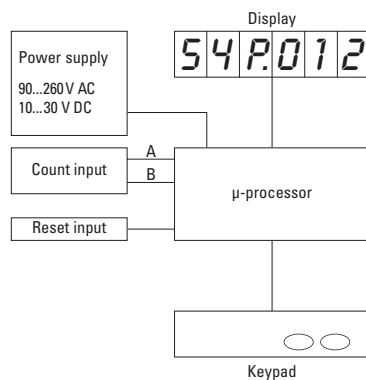 Display
54P.012
Power supply
90...260 V AC
10...30 V DC
Count input
A
B
µ-processor
Reset input
Keypad